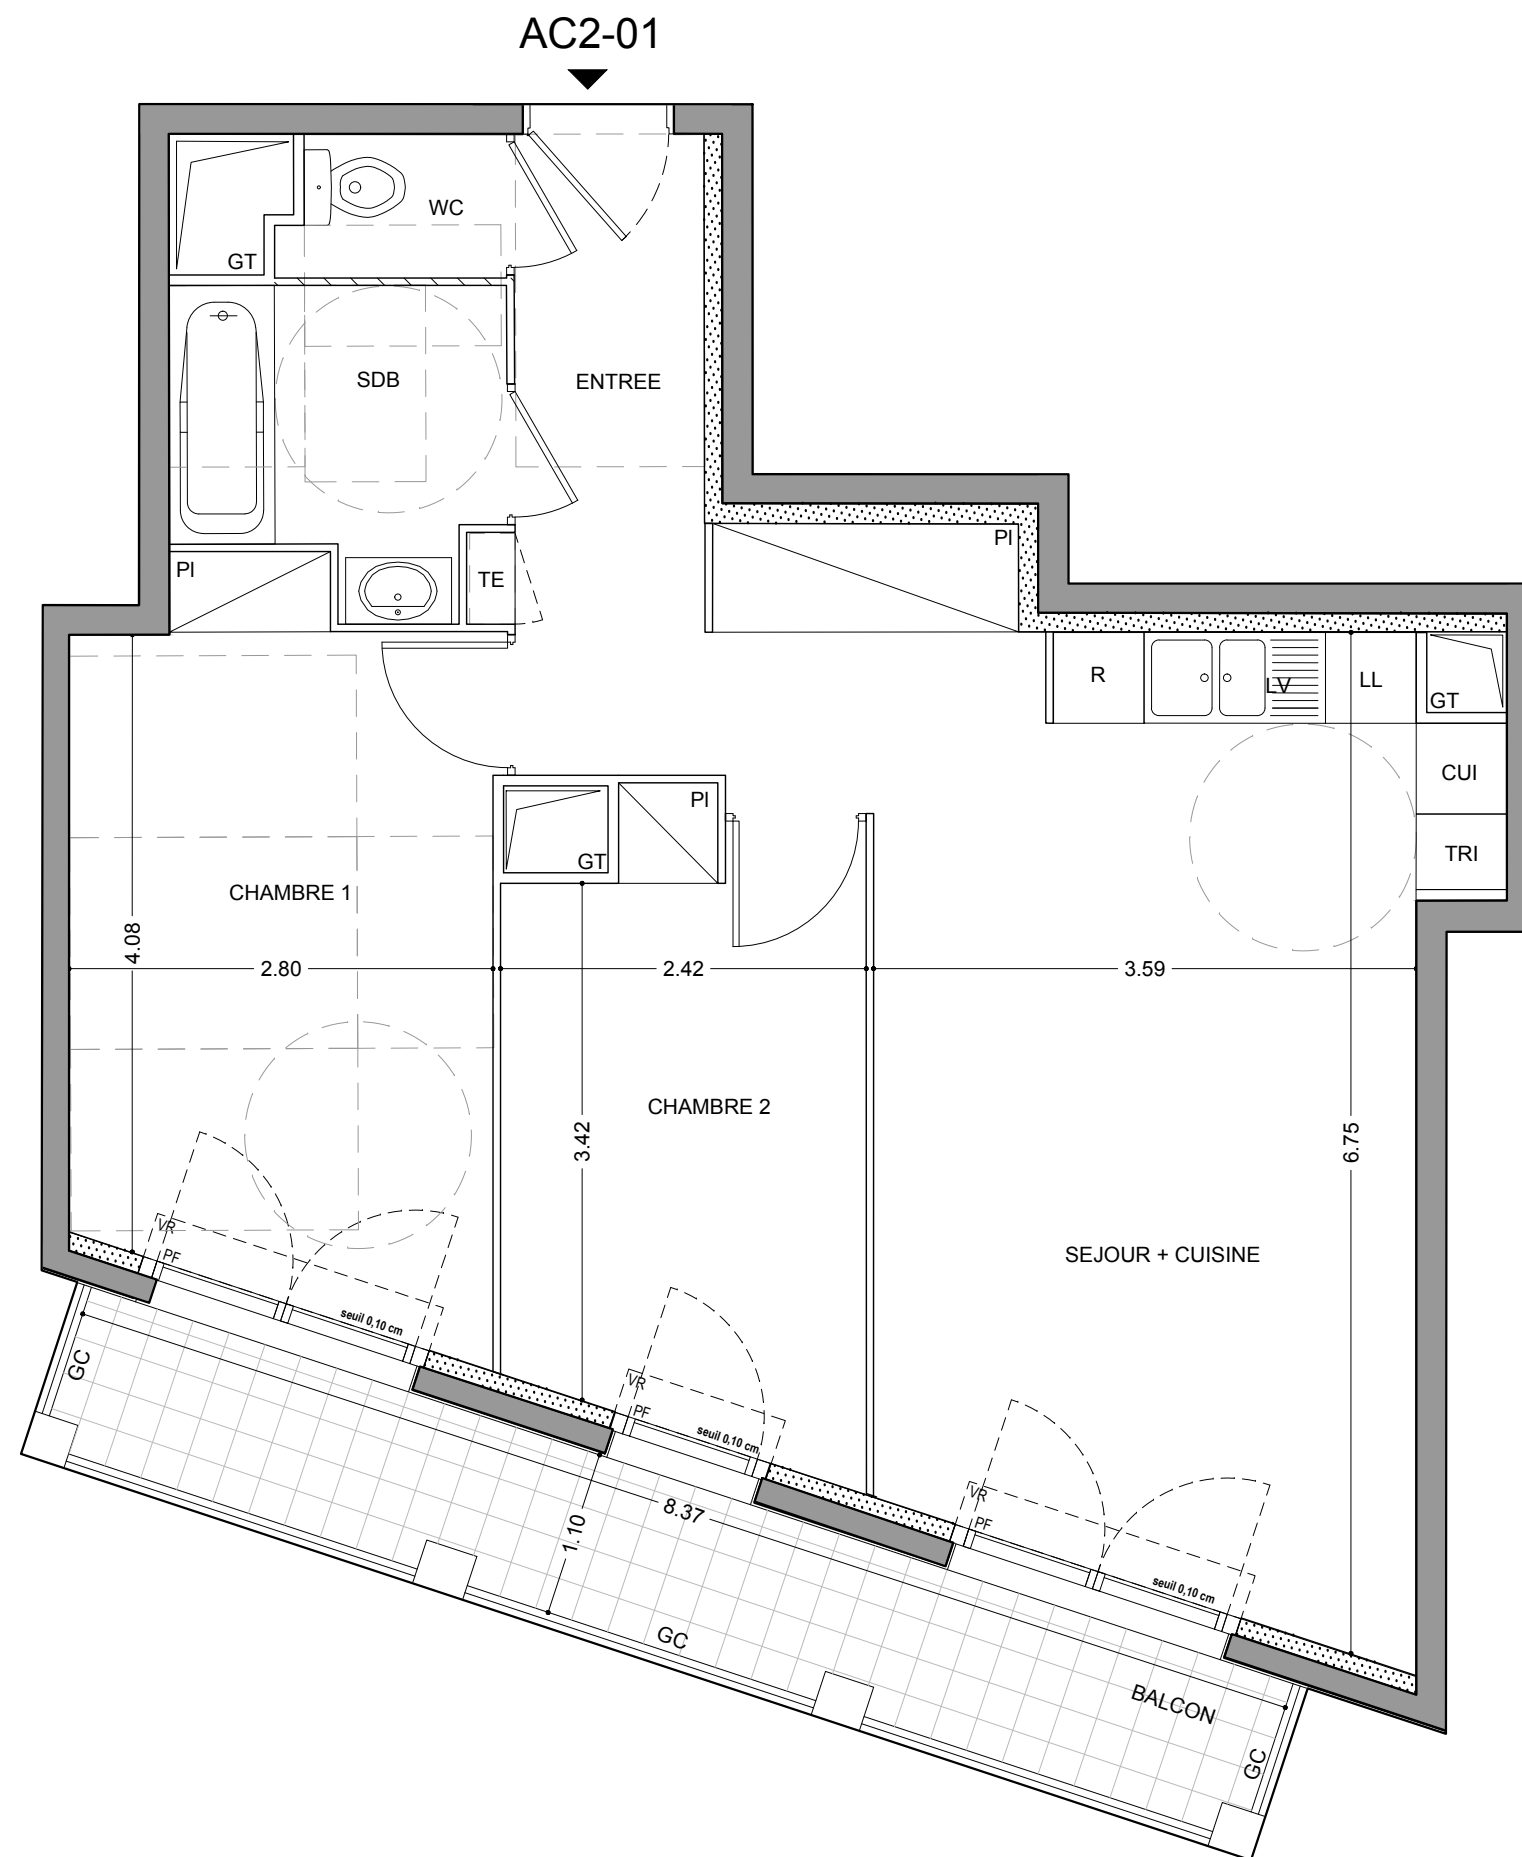 AC2-01
WC
GT
SDB
ENTREE
PI
PI
TE
R
LV
LL
GT
CUI
PI
TRI
GT
CHAMBRE 1
4.08
2.80
2.42
3.59
CHAMBRE 2
3.42
6.75
VR
PF
SEJOUR + CUISINE
seuil 0,10 cm
GC
VR
PF
seuil 0,10 cm
VR
8.37
PF
1.10
seuil 0,10 cm
GC
BALCON
GC